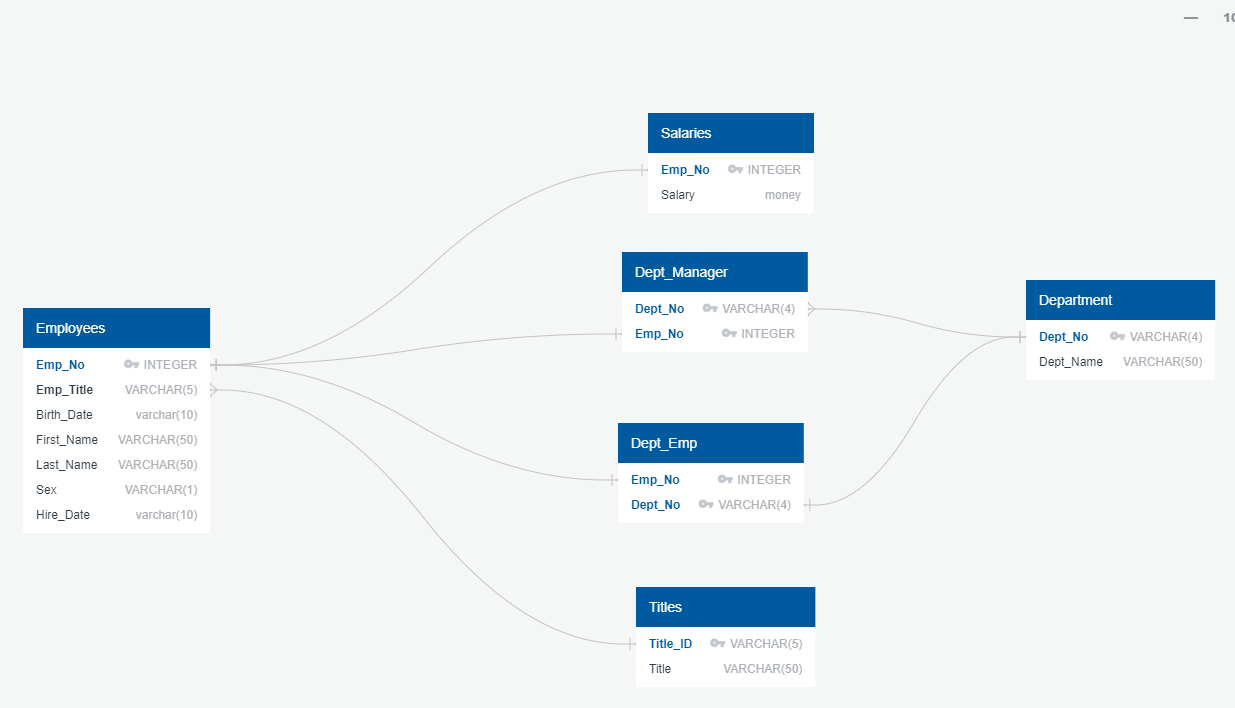 — 10
Salaries
Emp_No INTEGER
Salary money
Dept_Manager
Dept_No VARCHAR(4)
Emp_No INTEGER
Department
Dept_No VARCHAR(4)
Dept_Name VARCHAR(50)
Employees
Emp_No INTEGER
Emp_Title VARCHAR(5)
Birth_Date varchar(10)
First_Name VARCHAR(50)
Last_Name VARCHAR(50)
Sex VARCHAR(1)
Hire_Date varchar(10)
Dept_Emp
Emp_No INTEGER
Dept_No VARCHAR(4)
Titles
Title_ID VARCHAR(5)
Title VARCHAR(50)